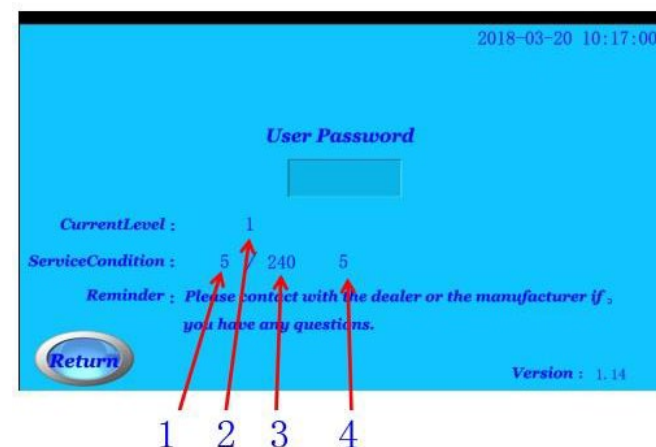 2018-03-20 10:17:00
User Password
CurrentLevel : 1
ServiceCondition : 5 / 240 5
Reminder : Please contact with the dealer or the manufacturer if 。
you have any questions.
Return
Version : 1.14
1 2 3 4